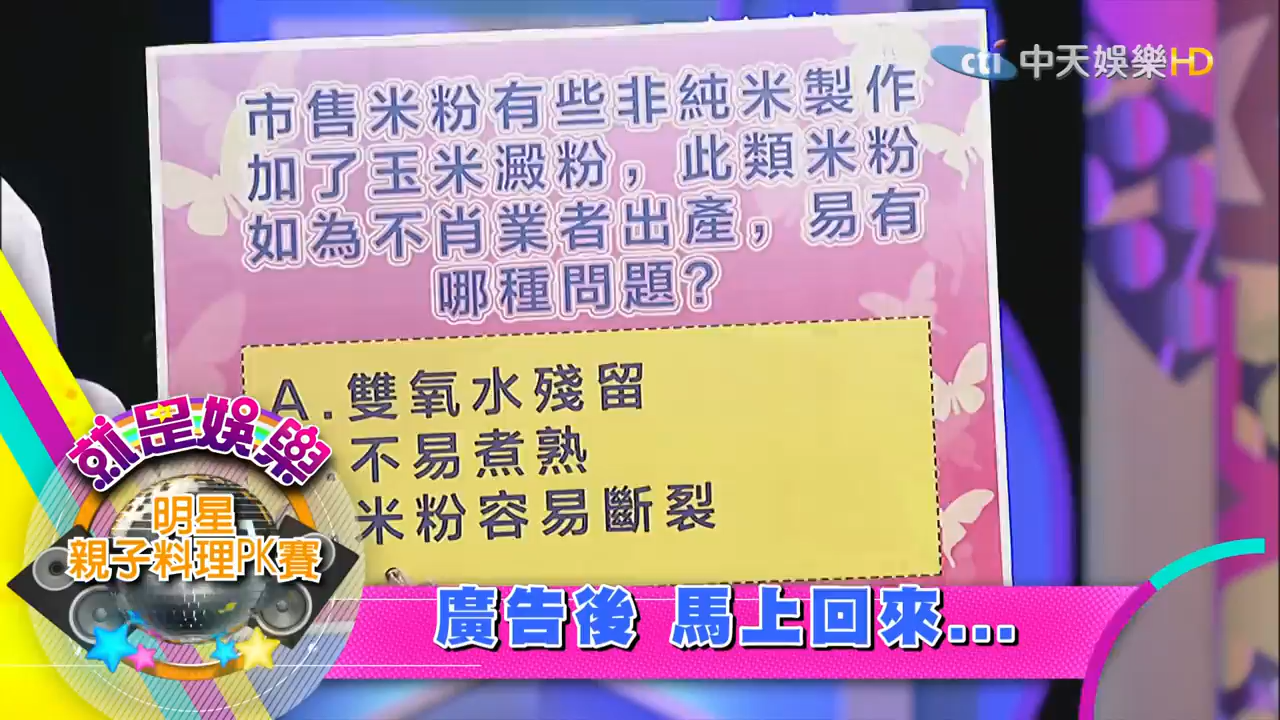 cti 中天娛樂HD
市售米粉有些非純米製作
加了玉米澱粉，此類米粉
如為不肖業者出產，易有
哪種問題?
A.雙氧水殘留
不易煮熟
米粉容易斷裂
就是娛樂
明星
親子料理PK賽
廣告後 馬上回來...